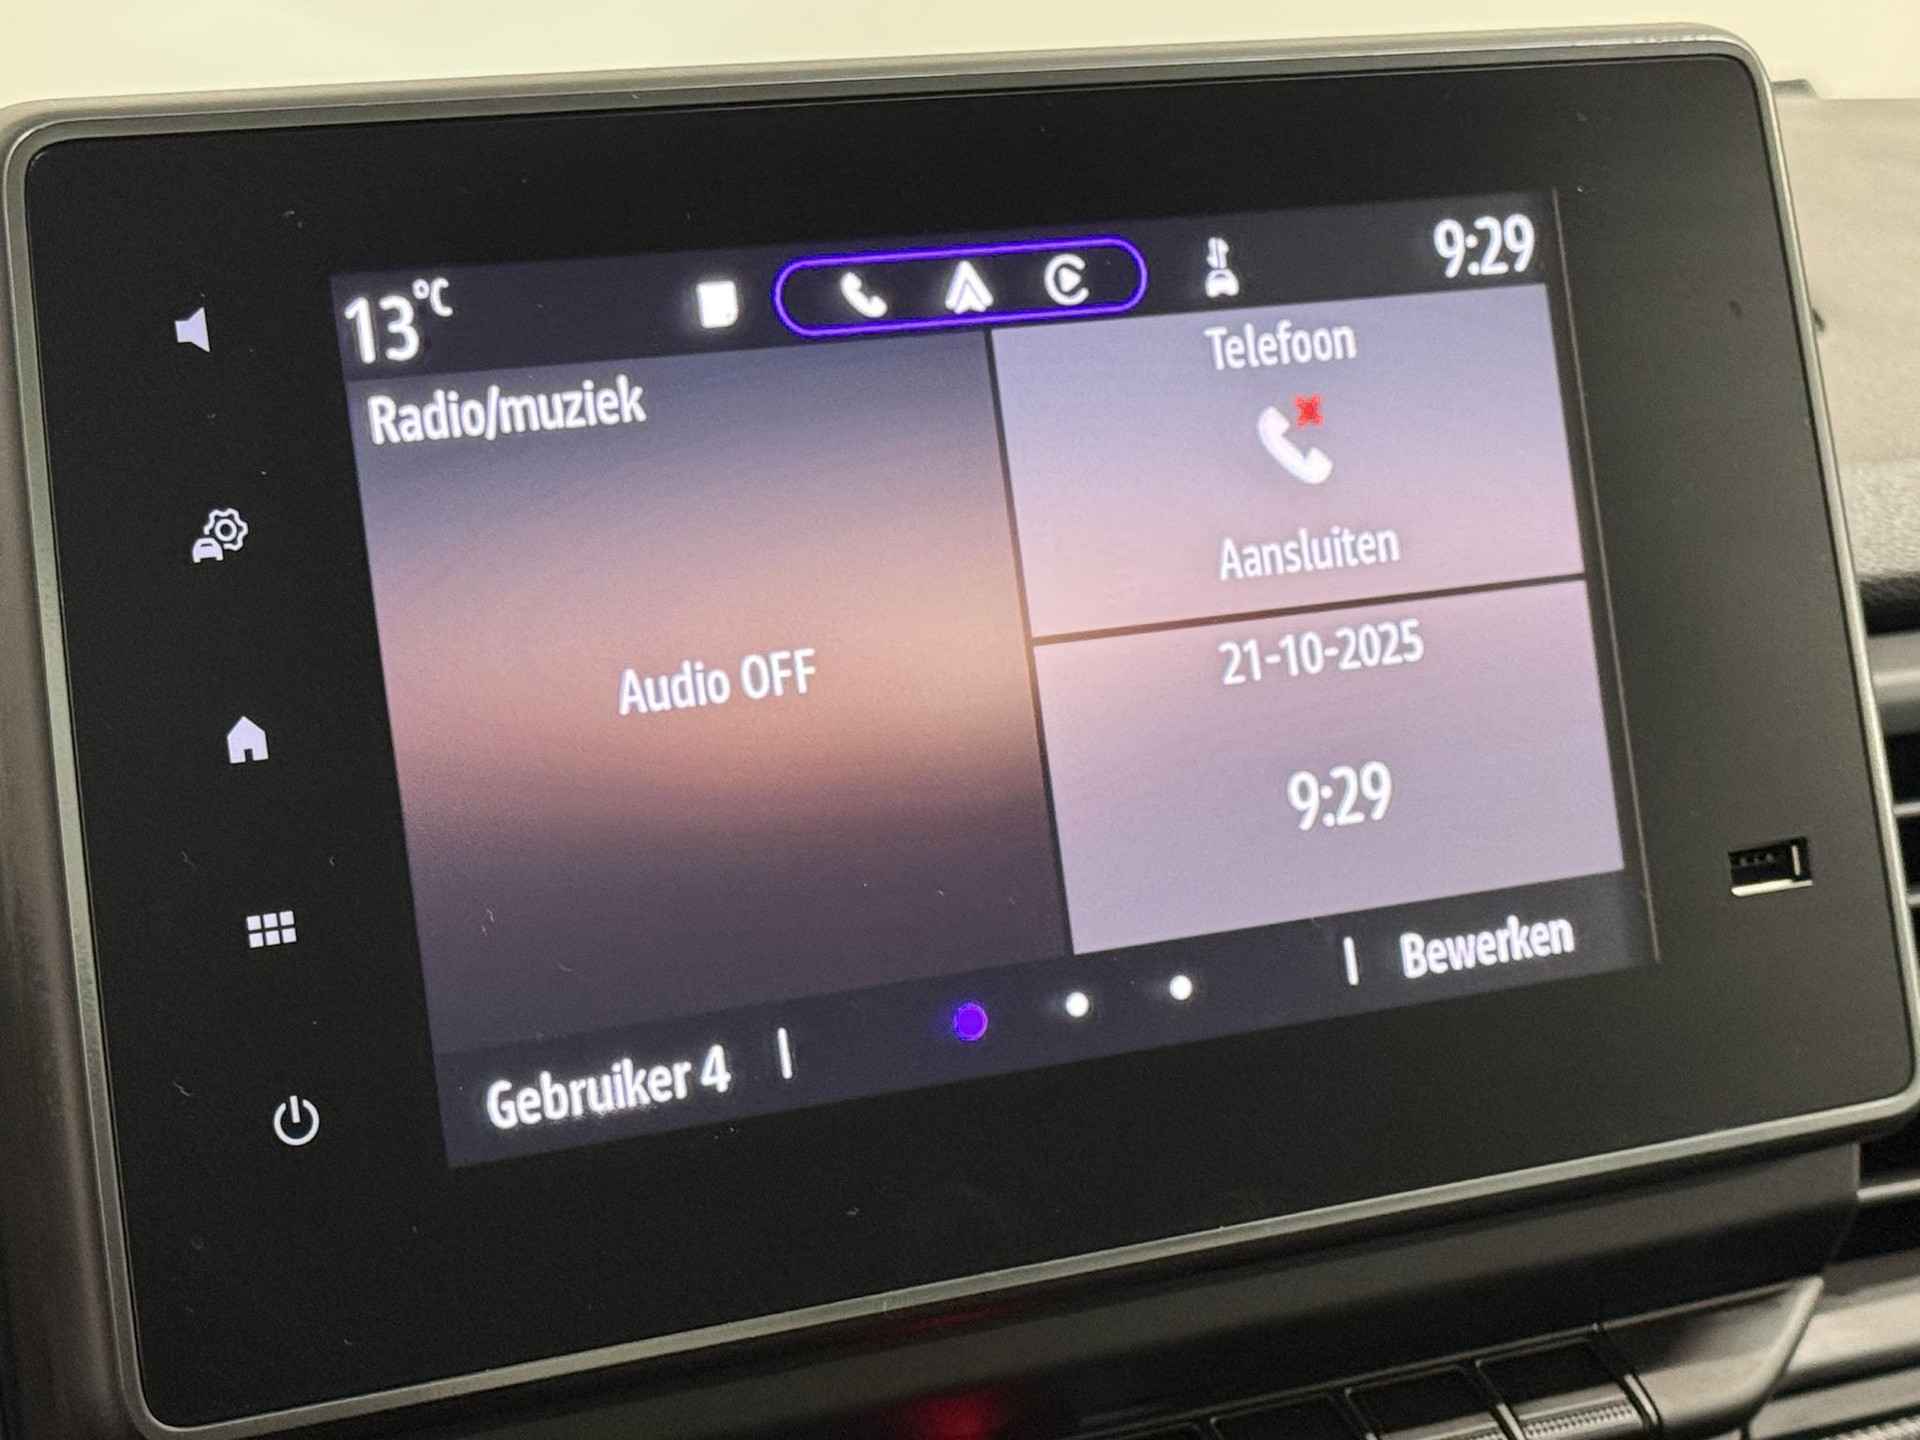 13°C
9:29
Radio/muziek
Telefoon
Aansluiten
Audio OFF
21-10-2025
9:29
Gebruiker 4
Bewerken